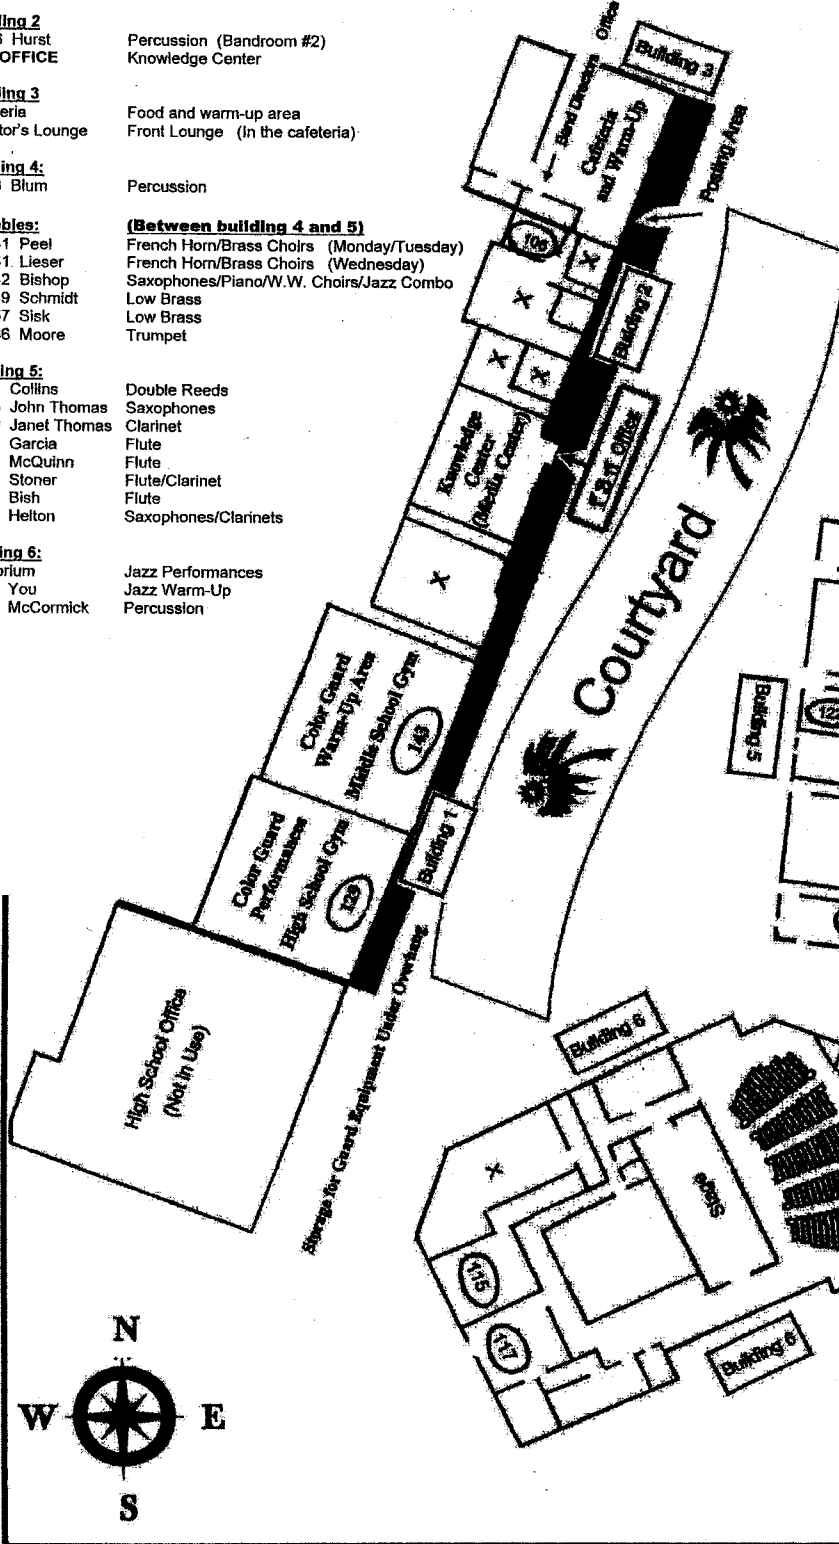 ding 2
6 Hurst Percussion (Bandroom #2)
OFFICE Knowledge Center
ding 3
eria Food and warm-up area
tor's Lounge Front Lounge (In the cafeteria)
ing 4:
Blum Percussion
bles: (Between building 4 and 5)
1 Peel French Horn/Brass Choirs (Monday/Tuesday)
1 Lieser French Horn/Brass Choirs (Wednesday)
2 Bishop Saxophones/Piano/W.W. Choirs/Jazz Combo
9 Schmidt Low Brass
7 Sisk Low Brass
6 Moore Trumpet
ing 5:
Collins Double Reeds
John Thomas Saxophones
Janet Thomas Clarinet
Garcia Flute
McQuinn Flute
Stoner Flute/Clarinet
Bish Flute
Helton Saxophones/Clarinets
ng 6:
rium Jazz Performances
You Jazz Warm-Up
McCormick Percussion
Band Directors Office
Building 3
Cafeteria
and Warm-Up
Posting Area
106
X
X
Building 2
X
X
Knowledge
Center
(Media Center)
Office
X
Courtyard
Color Guard
Warm-Up Area
Middle School Gym
143
Building 5
Color Guard
Performances
High School Gym
129
Building 1
High School Office
(Not in Use)
Storage for Guard Equipment Under Overhang
Building 6
X
Stage
115
117
Building 6
N
W E
S